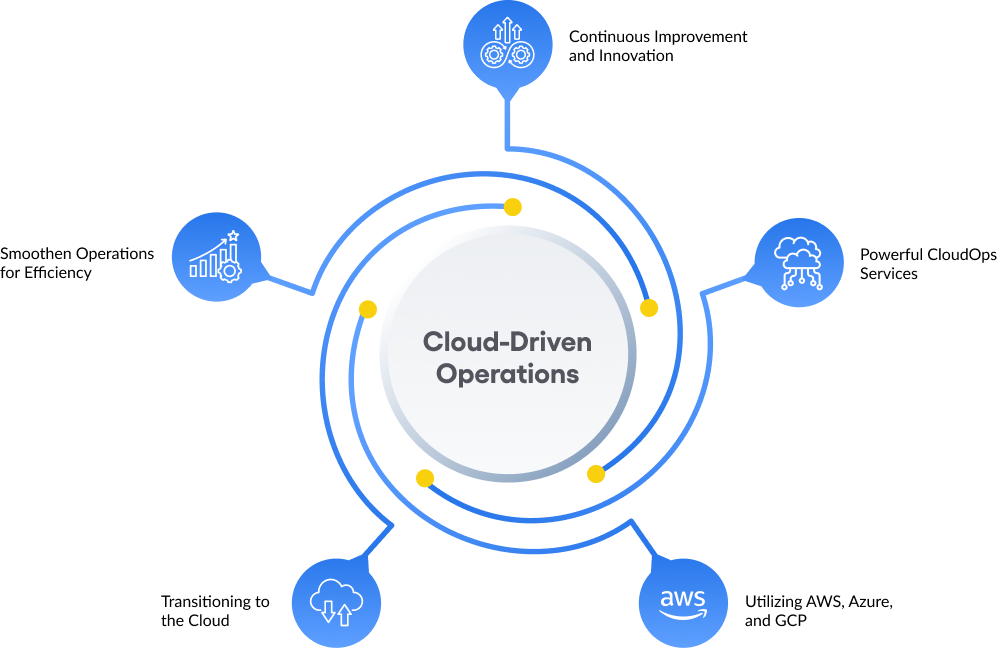 Continuous Improvement
and Innovation
Smoothen Operations
for Efficiency
Powerful CloudOps
Services
Cloud-Driven
Operations
Transitioning to
the Cloud
aws
Utilizing AWS, Azure,
and GCP